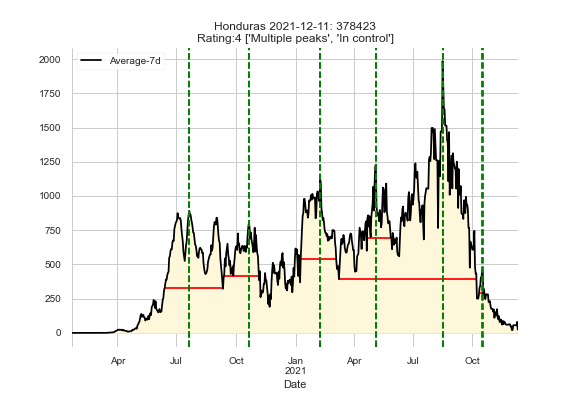 Honduras 2021-12-11: 378423
Rating:4 ['Multiple peaks', 'In control']
Average-7d
2000
1750
1500
1250
1000
750
500
250
0
Apr Jul Oct Jan Apr Jul Oct
2021
Date